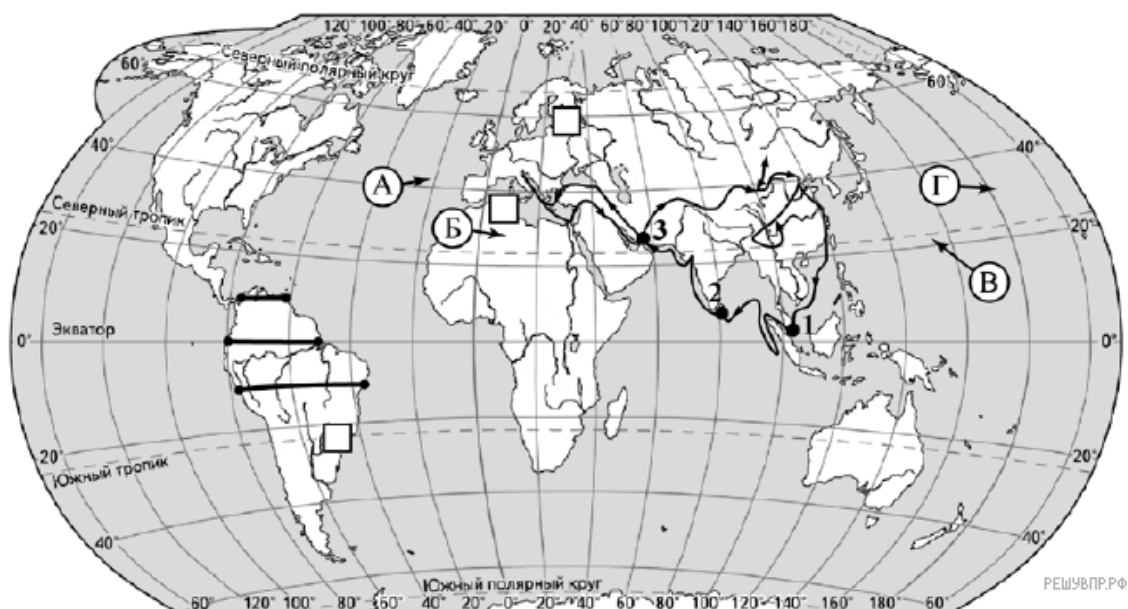 120° 100° 80° 60° 40° 20° 0° 20° 40° 60° 80° 100° 120° 140° 160° 180°
Северный полярный круг
60° 60°
40° 40°
А Г
Северный тропик
20° Б 3 20°
В
2
Экватор 1
0° 0°
20° 20°
Южный тропик
40° 40°
Южный полярный круг
РЕШУВПР.РФ
60° 120° 100° 80° 60° 40° 20° 0° 20° 40° 60° 80° 100° 120° 140° 160° 60°